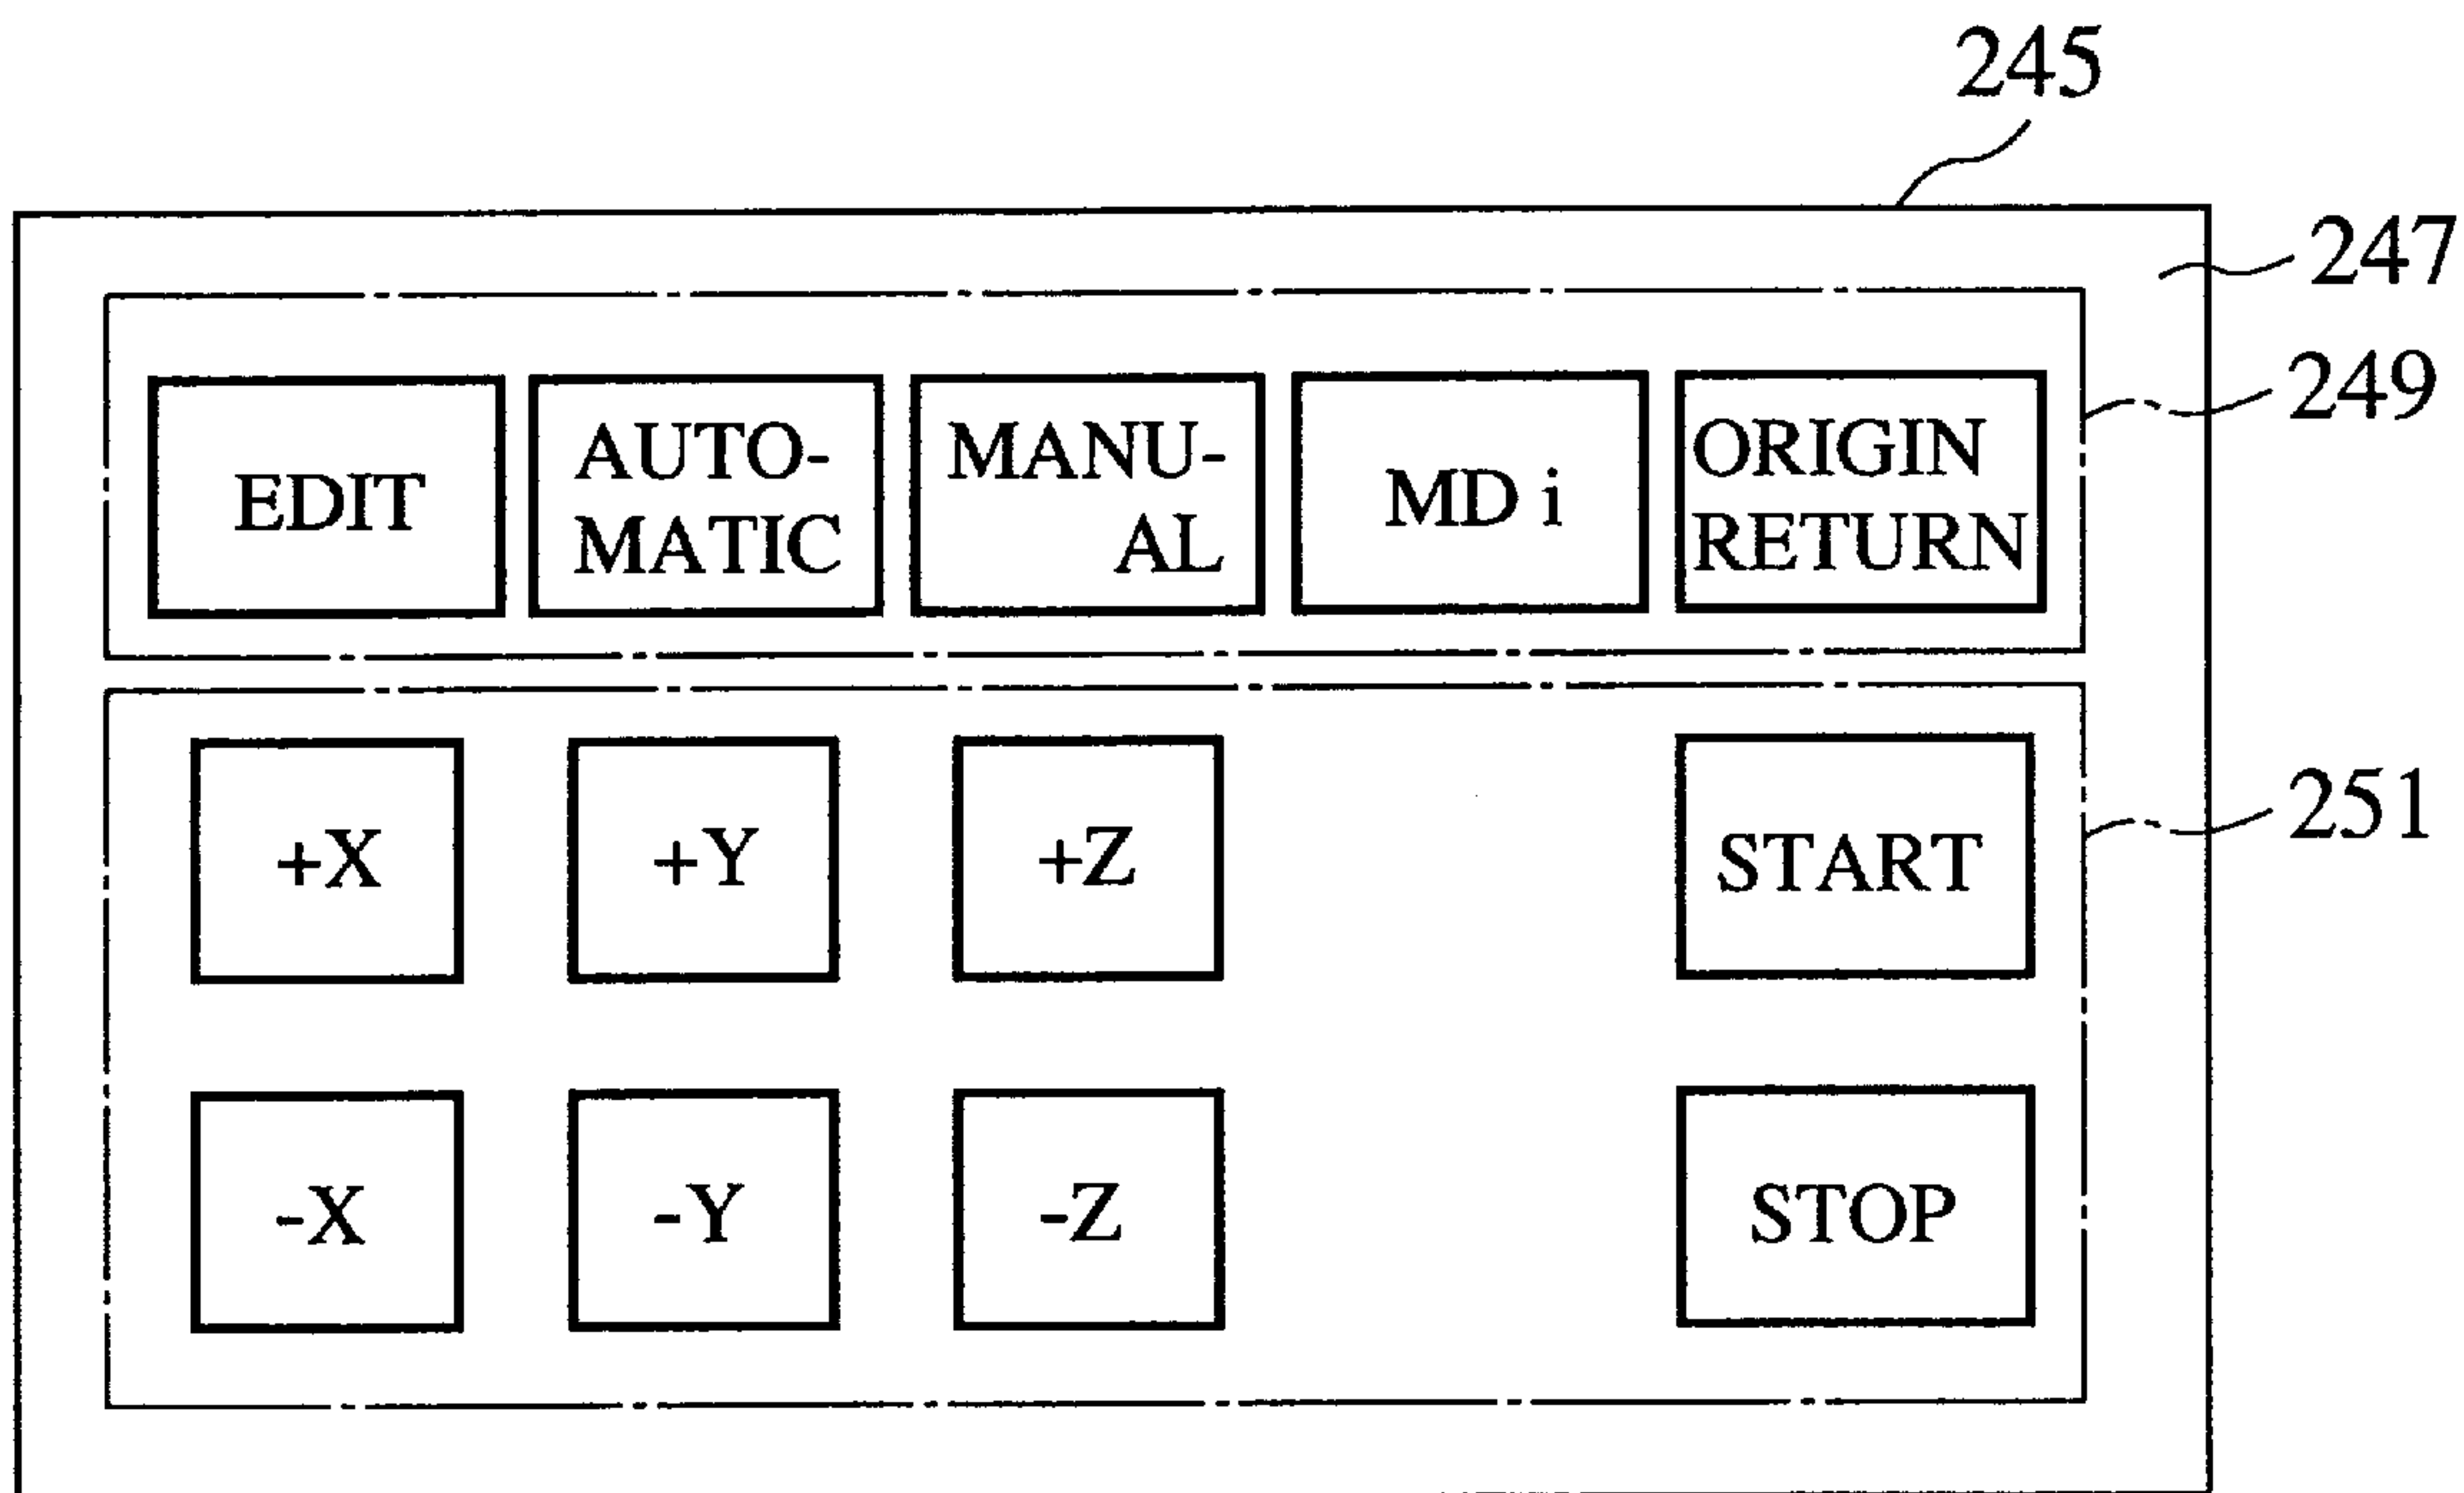 245
247
249
EDIT
AUTO-
MATIC
MANU-
AL
MD i
ORIGIN
RETURN
+X
+Y
+Z
START
251
-X
-Y
-Z
STOP